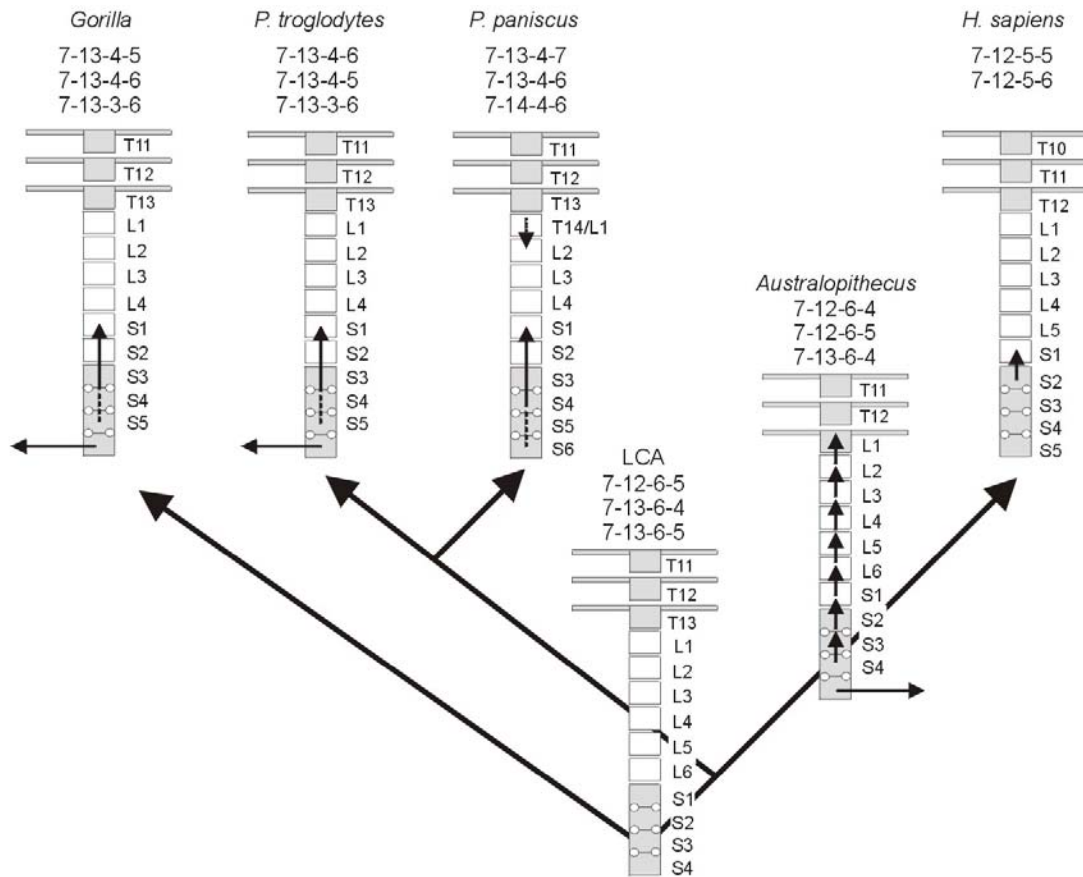 Gorilla
7-13-4-5
7-13-4-6
7-13-3-6
T11
T12
T13
L1
L2
L3
L4
S1
S2
S3
S4
S5
P. troglodytes
7-13-4-6
7-13-4-5
7-13-3-6
T11
T12
T13
L1
L2
L3
L4
S1
S2
S3
S4
S5
P. paniscus
7-13-4-7
7-13-4-6
7-14-4-6
T11
T12
T13
T14/L1
L2
L3
L4
S1
S2
S3
S4
S5
S6
LCA
7-12-6-5
7-13-6-4
7-13-6-5
T11
T12
T13
L1
L2
L3
L4
L5
L6
S1
S2
S3
S4
Australopithecus
7-12-6-4
7-12-6-5
7-13-6-4
T11
T12
L1
L2
L3
L4
L5
L6
S1
S2
S3
S4
H. sapiens
7-12-5-5
7-12-5-6
T10
T11
T12
L1
L2
L3
L4
L5
S1
S2
S3
S4
S5